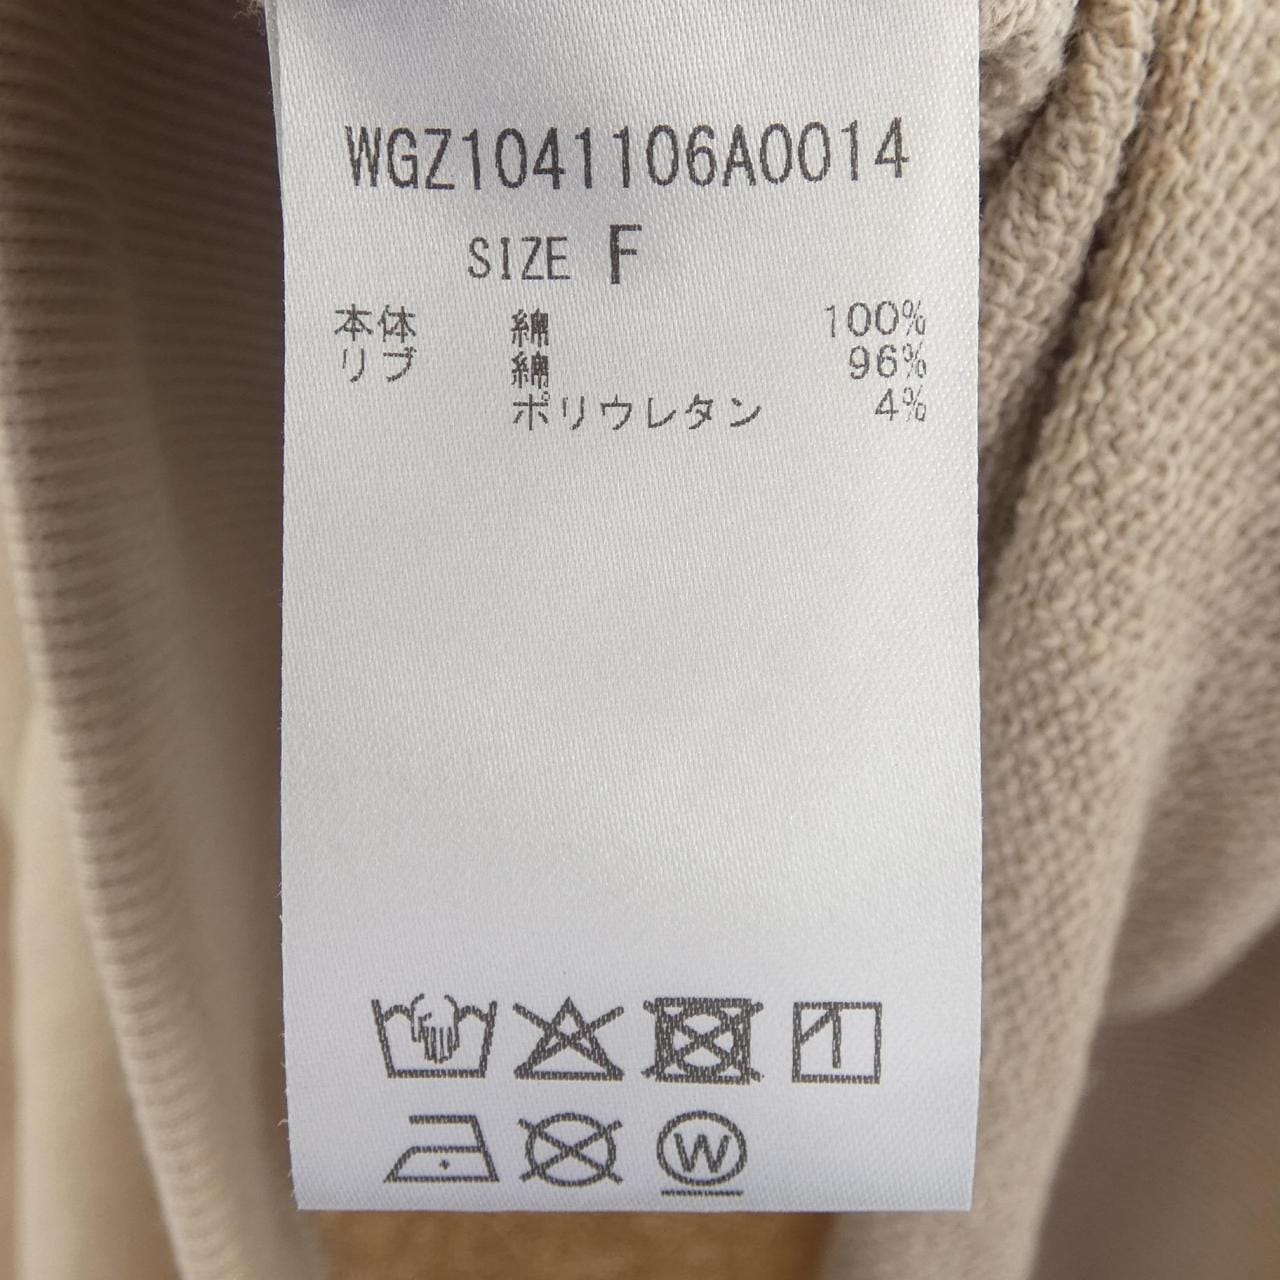 WGZ1041106A0014
SIZE F
本体 綿 100%
リブ 綿 96%
ポリウレタン 4%
W